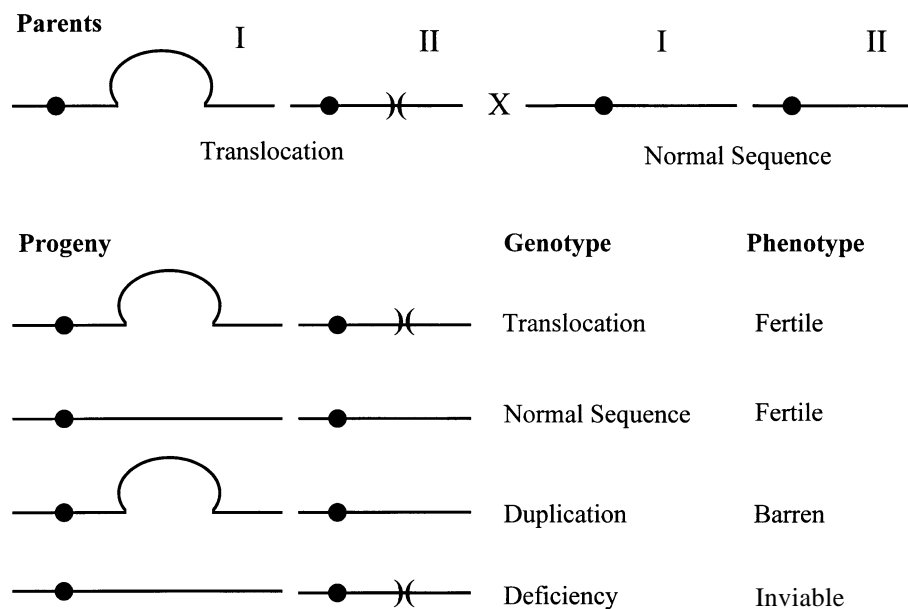 Parents
I II I II
X
Translocation Normal Sequence
Progeny Genotype Phenotype
Translocation Fertile
Normal Sequence Fertile
Duplication Barren
Deficiency Inviable